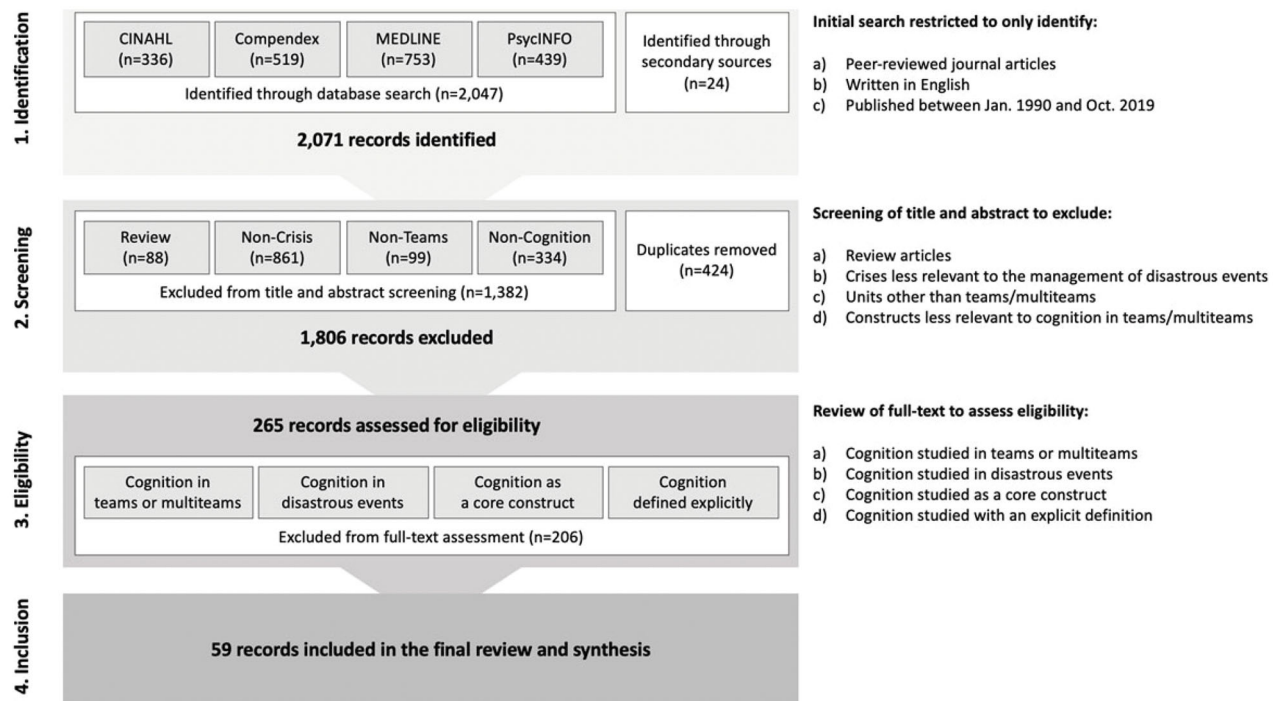 1. Identification
CINAHL
(n=336)
Compendex
(n=519)
MEDLINE
(n=753)
PsycINFO
(n=439)
Identified through database search (n=2,047)
Identified through
secondary sources
(n=24)
2,071 records identified
Initial search restricted to only identify:
a) Peer-reviewed journal articles
b) Written in English
c) Published between Jan. 1990 and Oct. 2019
2. Screening
Review
(n=88)
Non-Crisis
(n=861)
Non-Teams
(n=99)
Non-Cognition
(n=334)
Excluded from title and abstract screening (n=1,382)
Duplicates removed
(n=424)
1,806 records excluded
Screening of title and abstract to exclude:
a) Review articles
b) Crises less relevant to the management of disastrous events
c) Units other than teams/multiteams
d) Constructs less relevant to cognition in teams/multiteams
3. Eligibility
265 records assessed for eligibility
Cognition in
teams or multiteams
Cognition in
disastrous events
Cognition as
a core construct
Cognition
defined explicitly
Excluded from full-text assessment (n=206)
Review of full-text to assess eligibility:
a) Cognition studied in teams or multiteams
b) Cognition studied in disastrous events
c) Cognition studied as a core construct
d) Cognition studied with an explicit definition
4. Inclusion
59 records included in the final review and synthesis